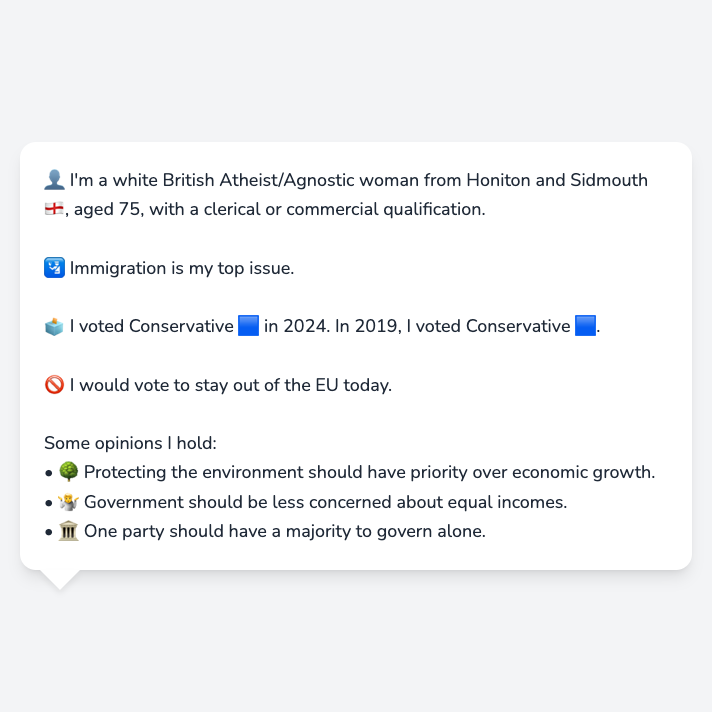 👤 I'm a white British Atheist/Agnostic woman from Honiton and Sidmouth
🏴󠁧󠁢󠁥󠁮󠁧󠁿, aged 75, with a clerical or commercial qualification.
🛂 Immigration is my top issue.
🗳️ I voted Conservative 🟦 in 2024. In 2019, I voted Conservative 🟦.
🚫 I would vote to stay out of the EU today.
Some opinions I hold:
• 🌳 Protecting the environment should have priority over economic growth.
• 🤷 Government should be less concerned about equal incomes.
• 🏛️ One party should have a majority to govern alone.